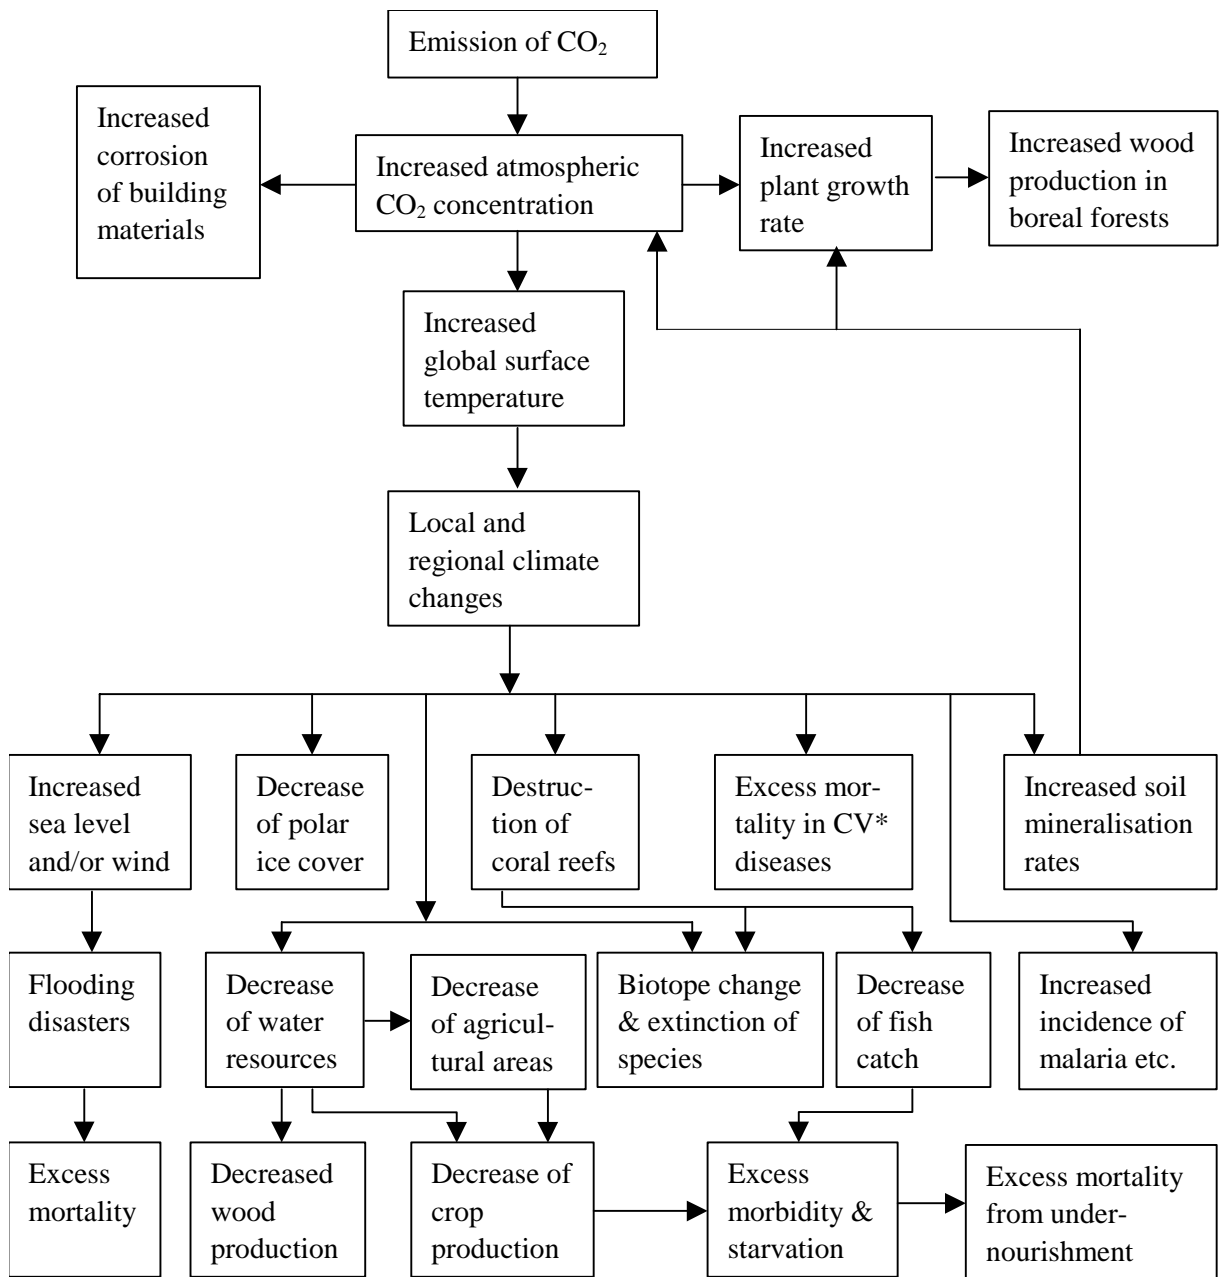 Emission of CO₂
Increased
corrosion
of building
materials
Increased atmospheric
CO₂ concentration
Increased
plant growth
rate
Increased wood
production in
boreal forests
Increased
global surface
temperature
Local and
regional climate
changes
Increased
sea level
and/or wind
Decrease
of polar
ice cover
Destruc-
tion of
coral reefs
Excess mor-
tality in CV*
diseases
Increased soil
mineralisation
rates
Flooding
disasters
Decrease
of water
resources
Decrease
of agricul-
tural areas
Biotope change
& extinction of
species
Decrease
of fish
catch
Increased
incidence of
malaria etc.
Excess
mortality
Decreased
wood
production
Decrease of
crop
production
Excess
morbidity &
starvation
Excess mortality
from under-
nourishment